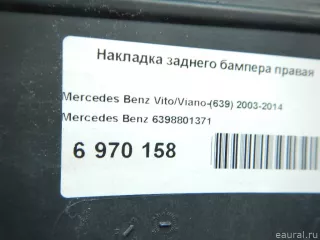 Накладка заднего бампера правая
Mercedes Benz Vito/Viano-(639) 2003-2014
Mercedes Benz 6398801371
6 970 158
eaural.ru